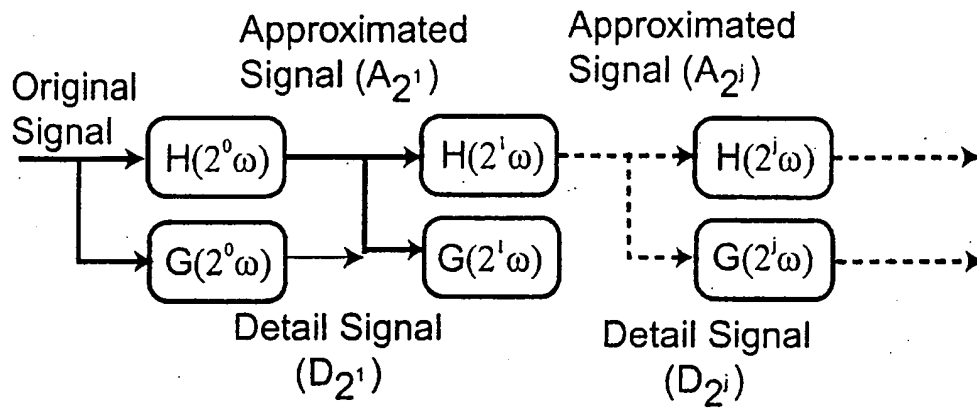 Approximated
Signal (A₂¹)
Approximated
Signal (A₂ʲ)
Original
Signal
H(2⁰ω)
H(2¹ω)
H(2ʲω)
G(2⁰ω)
G(2¹ω)
G(2ʲω)
Detail Signal
(D₂¹)
Detail Signal
(D₂ʲ)